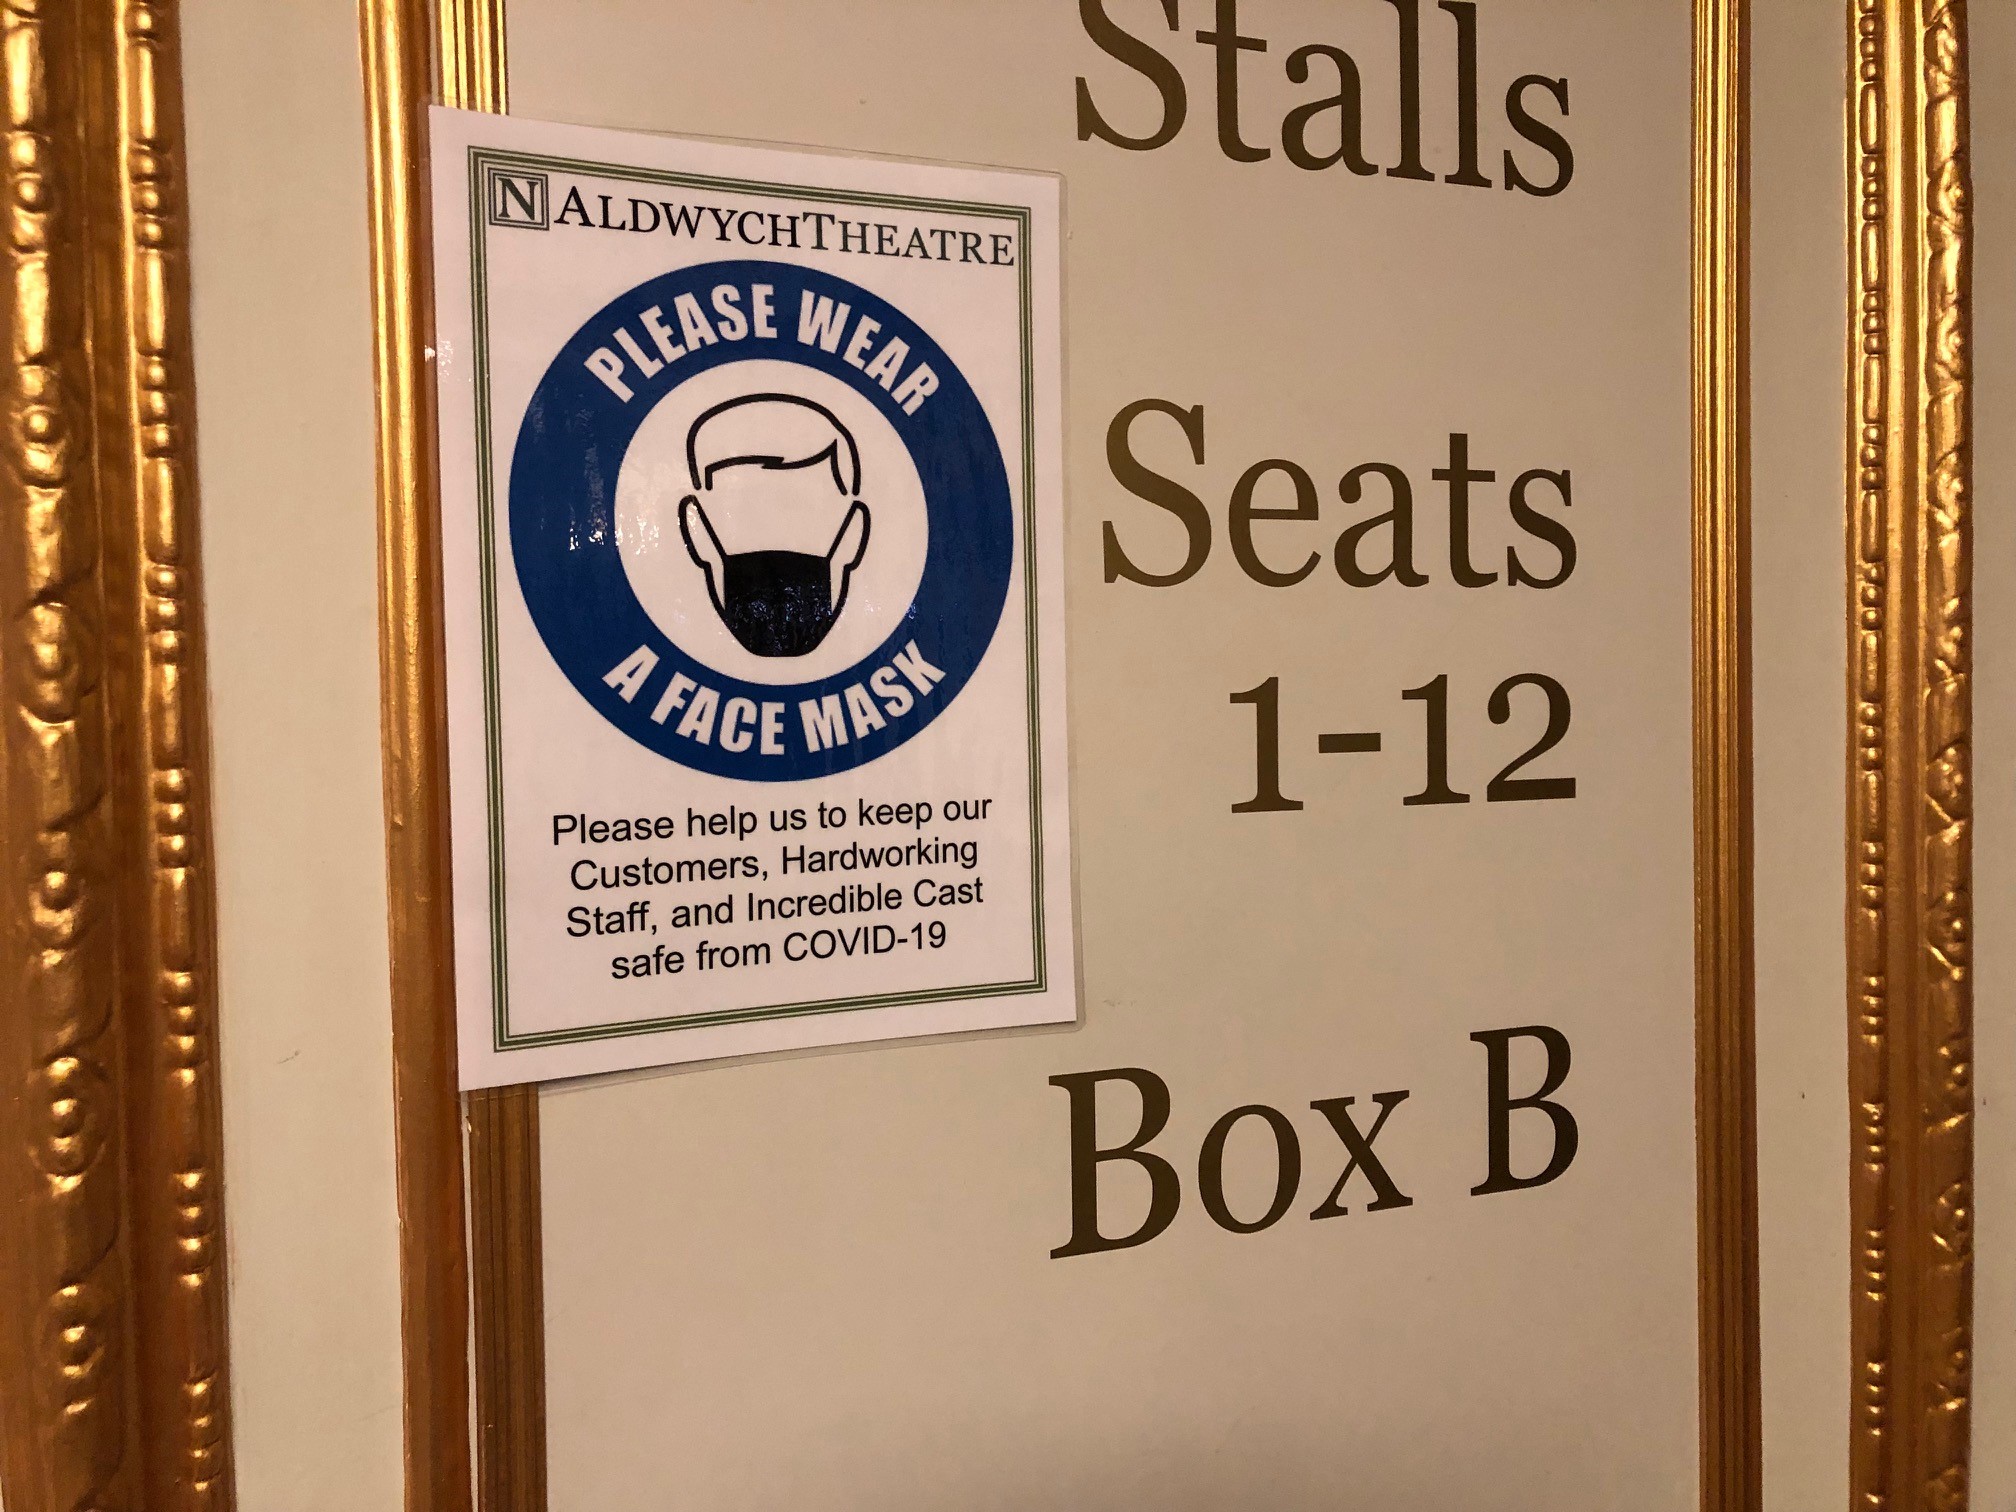 Stalls
Seats
1-12
Box B
N ALDWYCHTHEATRE
PLEASE WEAR
A FACE MASK
Please help us to keep our
Customers, Hardworking
Staff, and Incredible Cast
safe from COVID-19